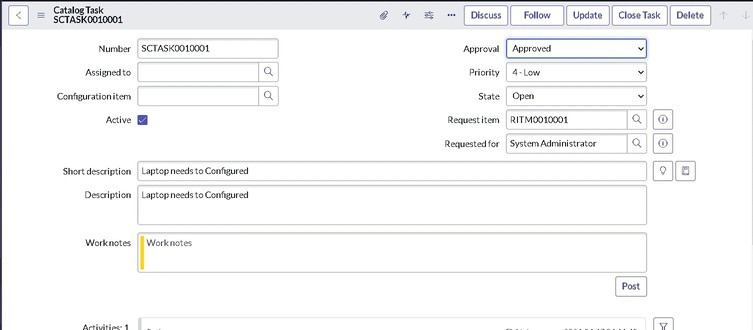 Catalog Task
SCTASK0010001
Discuss Follow Update Close Task Delete
Number SCTASK0010001 Approval Approved
Assigned to Priority 4 - Low
Configuration item State Open
Active Request item RITM0010001
Requested for System Administrator
Short description Laptop needs to Configured
Description Laptop needs to Configured
Work notes Work notes
Post
Activities: 1